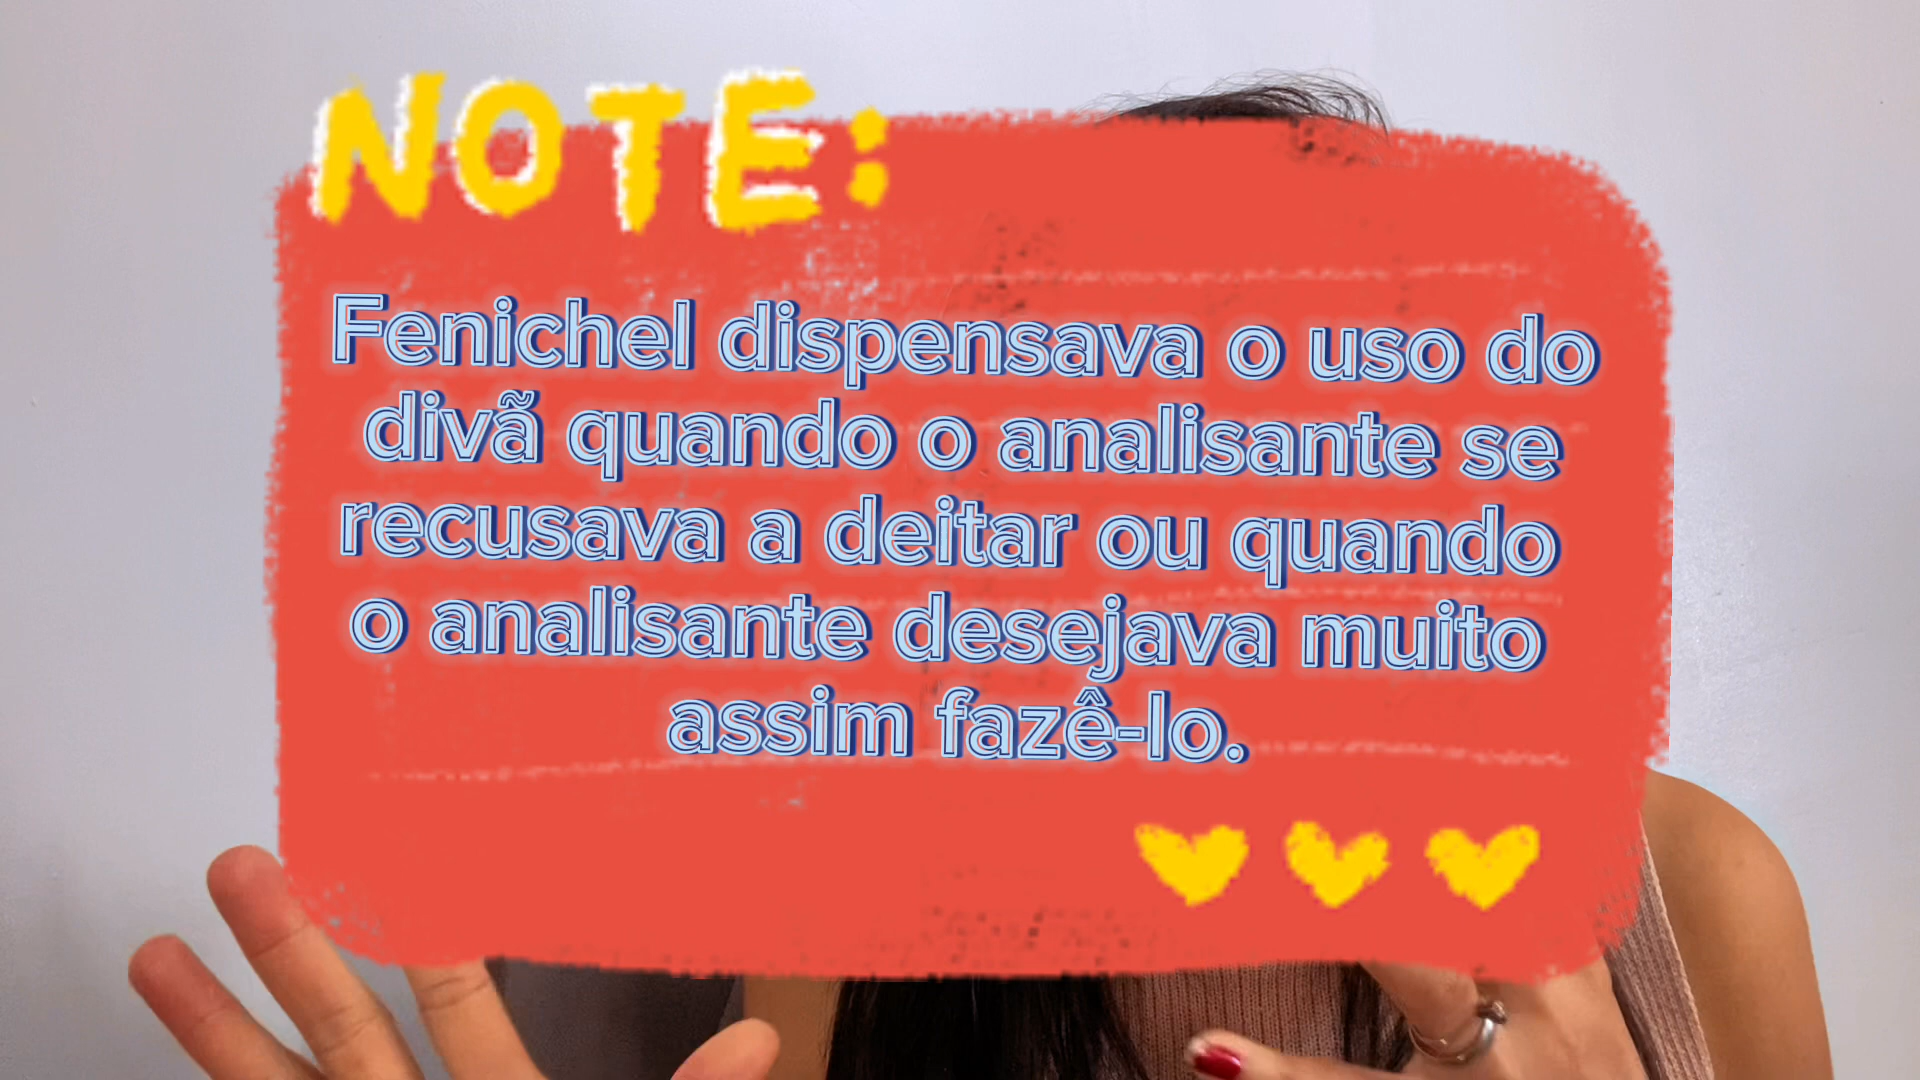 NOTE:
Fenichel dispensava o uso do
divã quando o analisante se
recusava a deitar ou quando
o analisante desejava muito
assim fazê-lo.